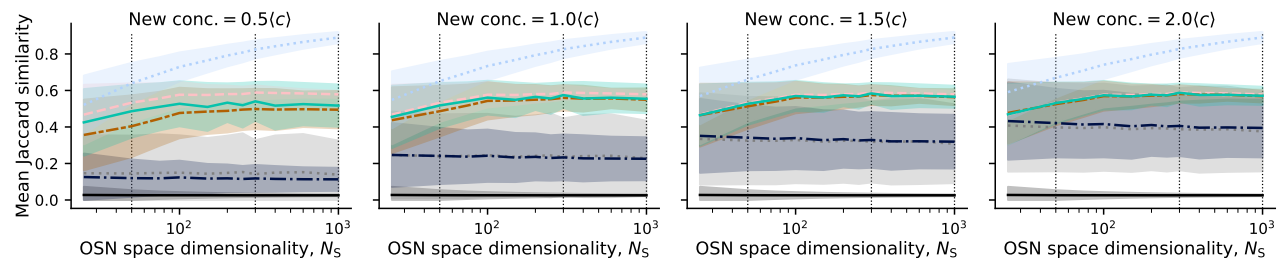 New conc. = 0.5⟨c⟩
New conc. = 1.0⟨c⟩
New conc. = 1.5⟨c⟩
New conc. = 2.0⟨c⟩
Mean Jaccard similarity
0.8
0.6
0.4
0.2
0.0
10² 10³
10² 10³
10² 10³
10² 10³
OSN space dimensionality, N_S
OSN space dimensionality, N_S
OSN space dimensionality, N_S
OSN space dimensionality, N_S